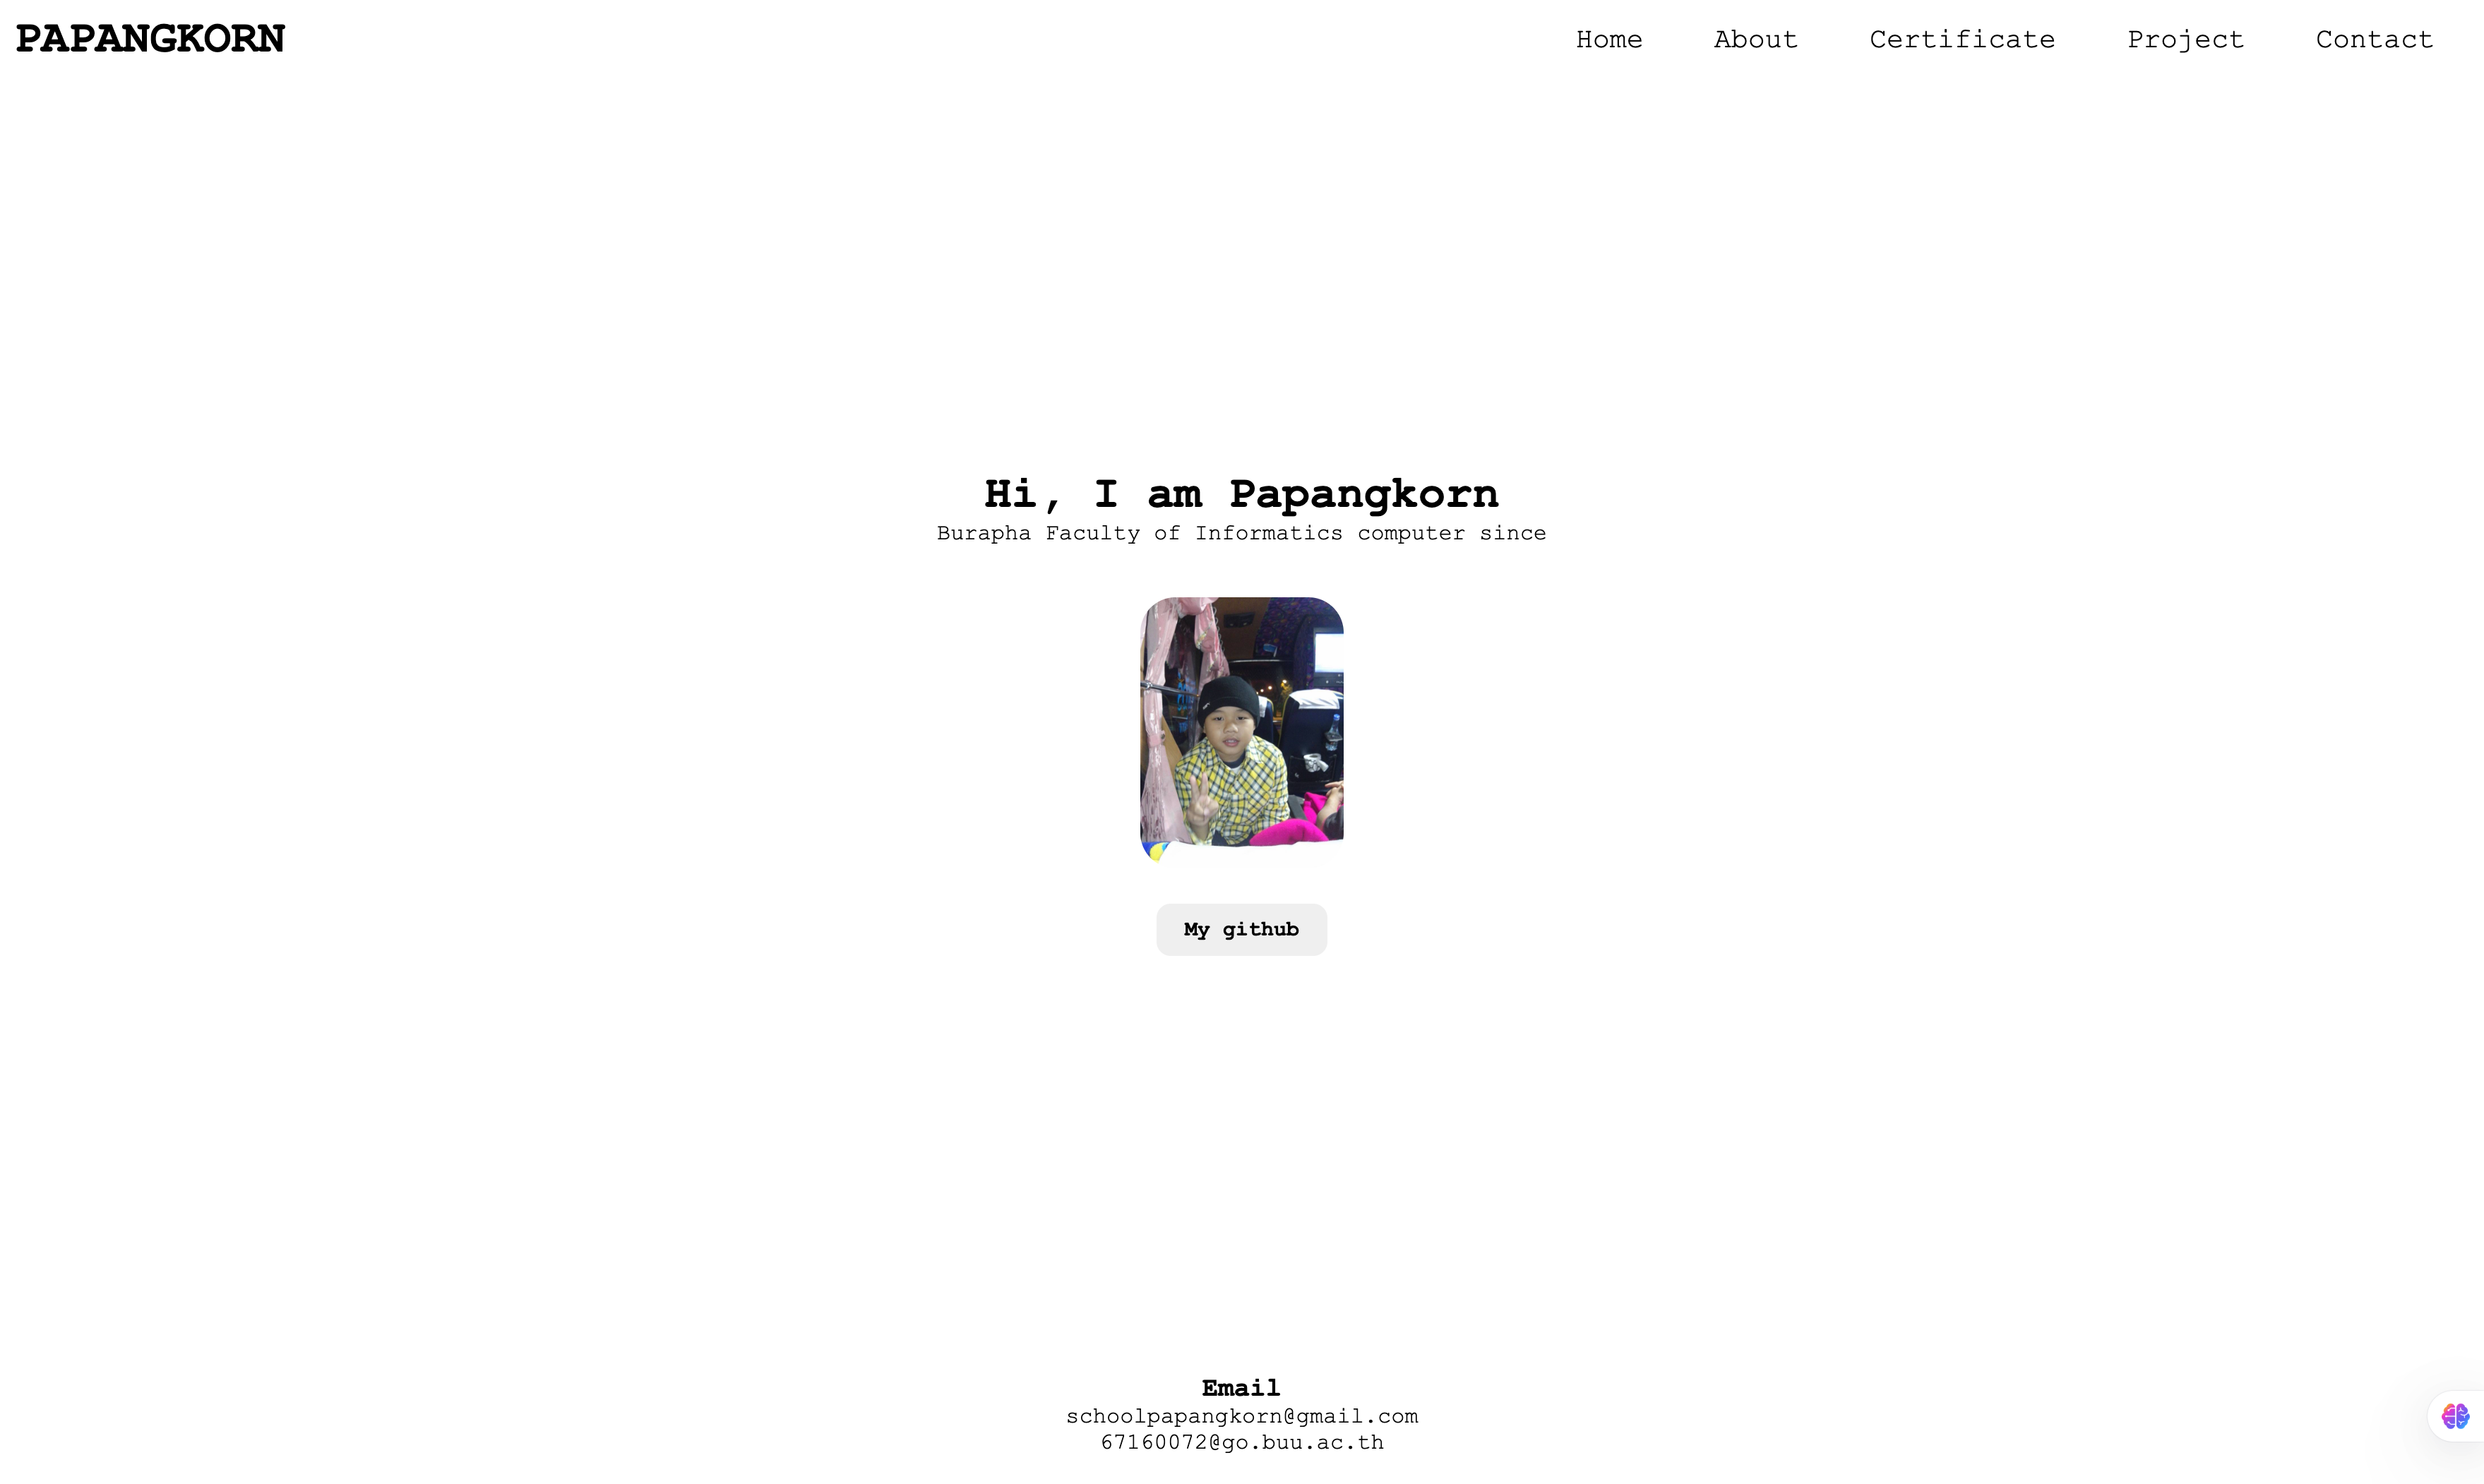 PAPANGKORN
Home About Certificate Project Contact
Hi, I am Papangkorn
Burapha Faculty of Informatics computer since
My github
Email
schoolpapangkorn@gmail.com
67160072@go.buu.ac.th